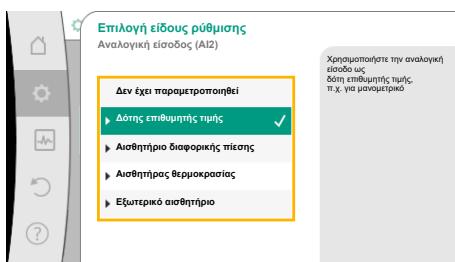 Επιλογή είδους ρύθμισης
Αναλογική είσοδος (AI2)
Δεν έχει παραμετροποιηθεί
Δότης επιθυμητής τιμής
Αισθητήριο διαφορικής πίεσης
Αισθητήρας θερμοκρασίας
Εξωτερικό αισθητήριο
Χρησιμοποιήστε την αναλογική
είσοδο ως
δότη επιθυμητής τιμής,
π.χ. για μανομετρικό